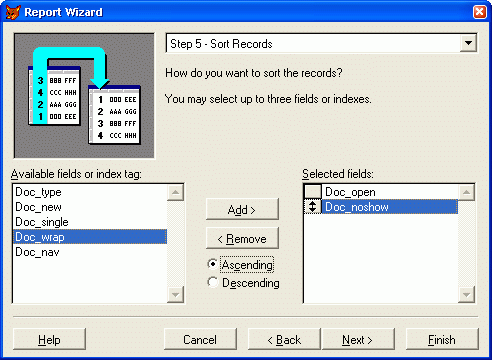 Report Wizard
Step 5 - Sort Records
How do you want to sort the records?
You may select up to three fields or indexes.
3 BBB FFF
4 CCC HHH
2 AAA GGG
1 DDD EEE
1 DDD EEE
2 AAA GGG
3 BBB FFF
4 CCC HHH
Available fields or index tag:
Doc_type
Doc_new
Doc_single
Doc_wrap
Doc_nav
Add >
< Remove
Ascending
Descending
Selected fields:
Doc_open
Doc_noshow
Help
Cancel
< Back
Next >
Finish